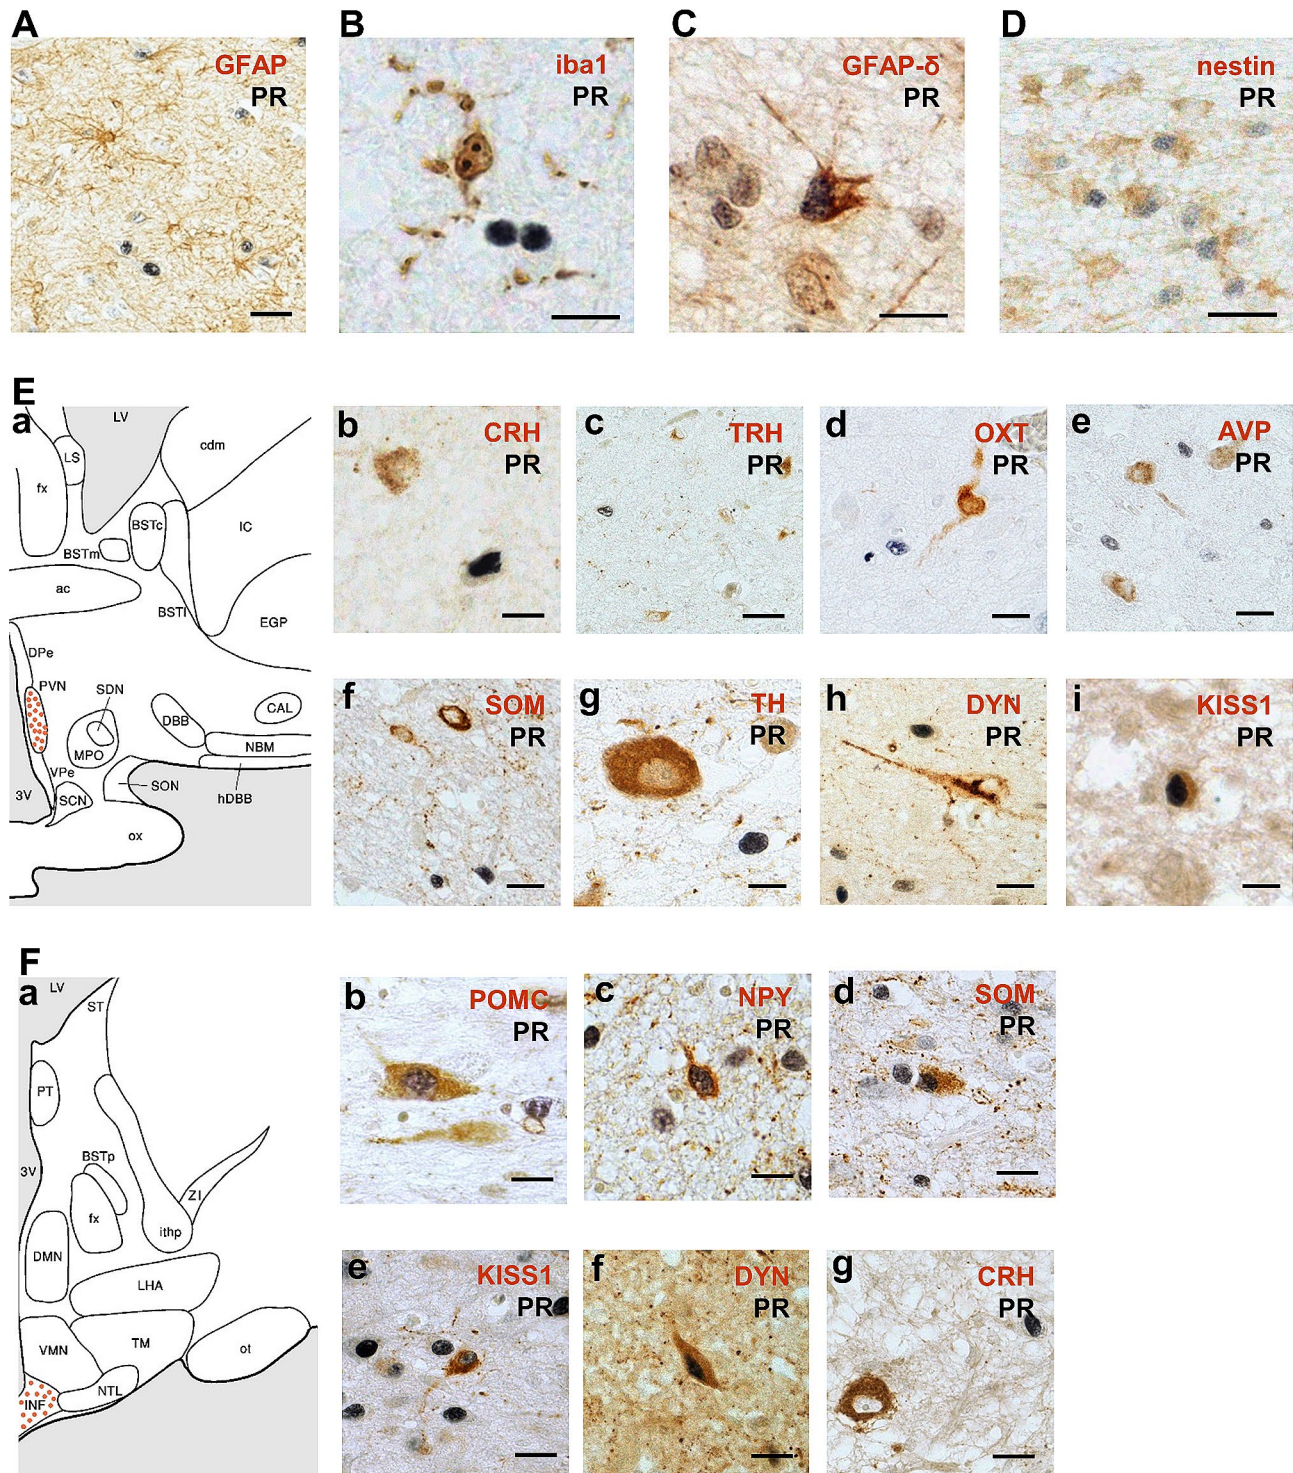 A
GFAP
PR
B
iba1
PR
C
GFAP-δ
PR
D
nestin
PR
E
a
LV
cdm
LS
fx
BSTc
IC
BSTm
ac
BSTl
EGP
DPe
PVN
SDN
CAL
DBB
MPO
NBM
VPe
3V
SCN
SON
hDBB
ox
b
CRH
PR
c
TRH
PR
d
OXT
PR
e
AVP
PR
f
SOM
PR
g
TH
PR
h
DYN
PR
i
KISS1
PR
F
a
LV
ST
PT
BSTp
3V
ZI
fx
ithp
DMN
LHA
VMN
TM
ot
NTL
INF
b
POMC
PR
c
NPY
PR
d
SOM
PR
e
KISS1
PR
f
DYN
PR
g
CRH
PR